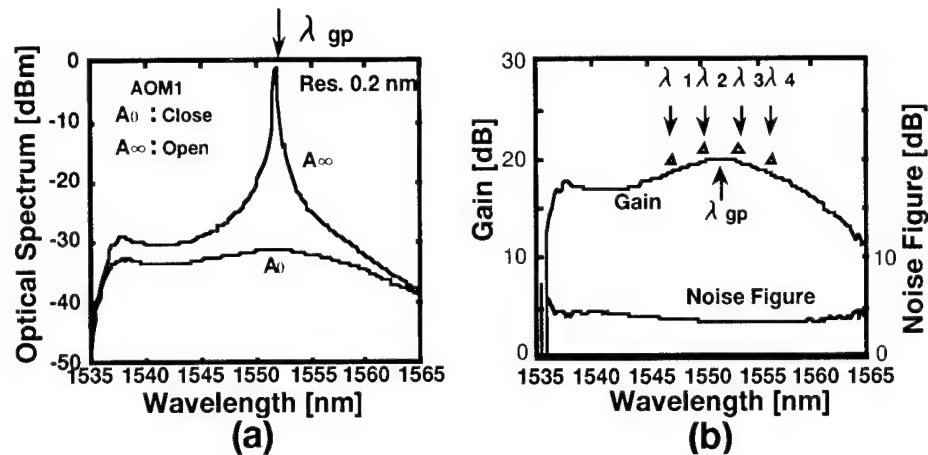 λ gp
0
-10
-20
-30
-40
-50
Optical Spectrum [dBm]
AOM1
A0 : Close
A∞ : Open
Res. 0.2 nm
A∞
A0
1535 1540 1545 1550 1555 1560 1565
Wavelength [nm]
(a)
30
20
10
0
Gain [dB]
λ 1 λ 2 λ 3 λ 4
Gain
λ gp
Noise Figure
10
0
Noise Figure [dB]
1535 1540 1545 1550 1556 1560 1565
Wavelength [nm]
(b)